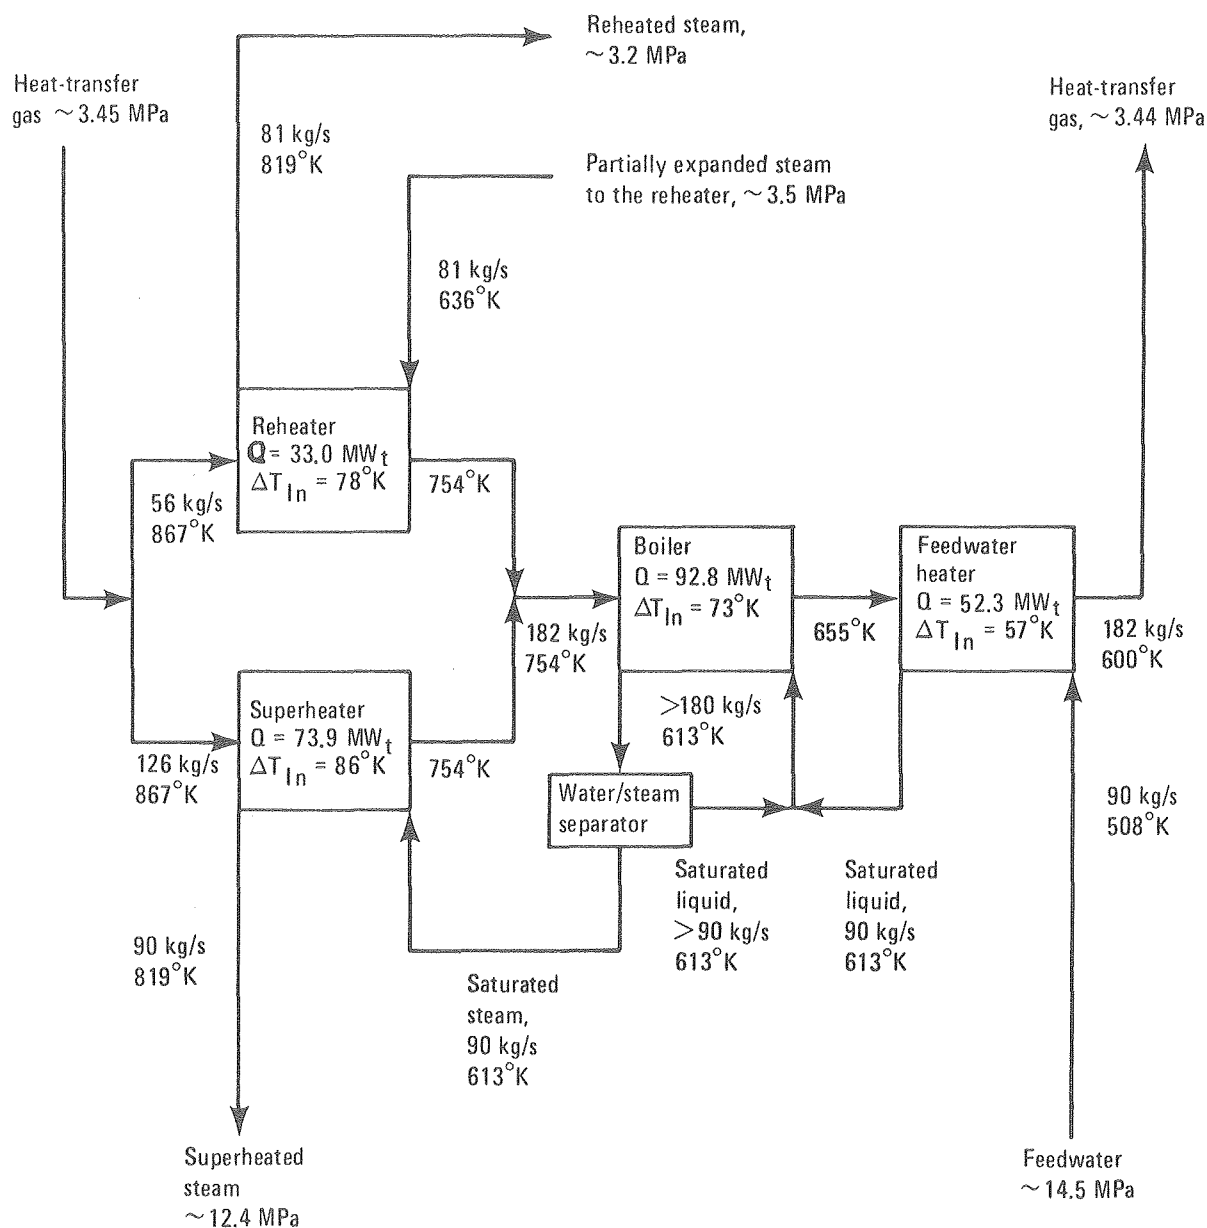 Reheated steam,
~3.2 MPa
Heat-transfer
gas ~3.45 MPa
Heat-transfer
gas, ~3.44 MPa
81 kg/s
819°K
Partially expanded steam
to the reheater, ~3.5 MPa
81 kg/s
636°K
Reheater
Q = 33.0 MWt
ΔTln = 78°K
754°K
56 kg/s
867°K
Boiler
Q = 92.8 MWt
ΔTln = 73°K
Feedwater
heater
Q = 52.3 MWt
ΔTln = 57°K
182 kg/s
754°K
655°K
182 kg/s
600°K
Superheater
Q = 73.9 MWt
ΔTln = 86°K
754°K
126 kg/s
867°K
>180 kg/s
613°K
Water/steam
separator
90 kg/s
508°K
Saturated
liquid,
>90 kg/s
613°K
Saturated
liquid,
90 kg/s
613°K
90 kg/s
819°K
Saturated
steam,
90 kg/s
613°K
Superheated
steam
~12.4 MPa
Feedwater
~14.5 MPa